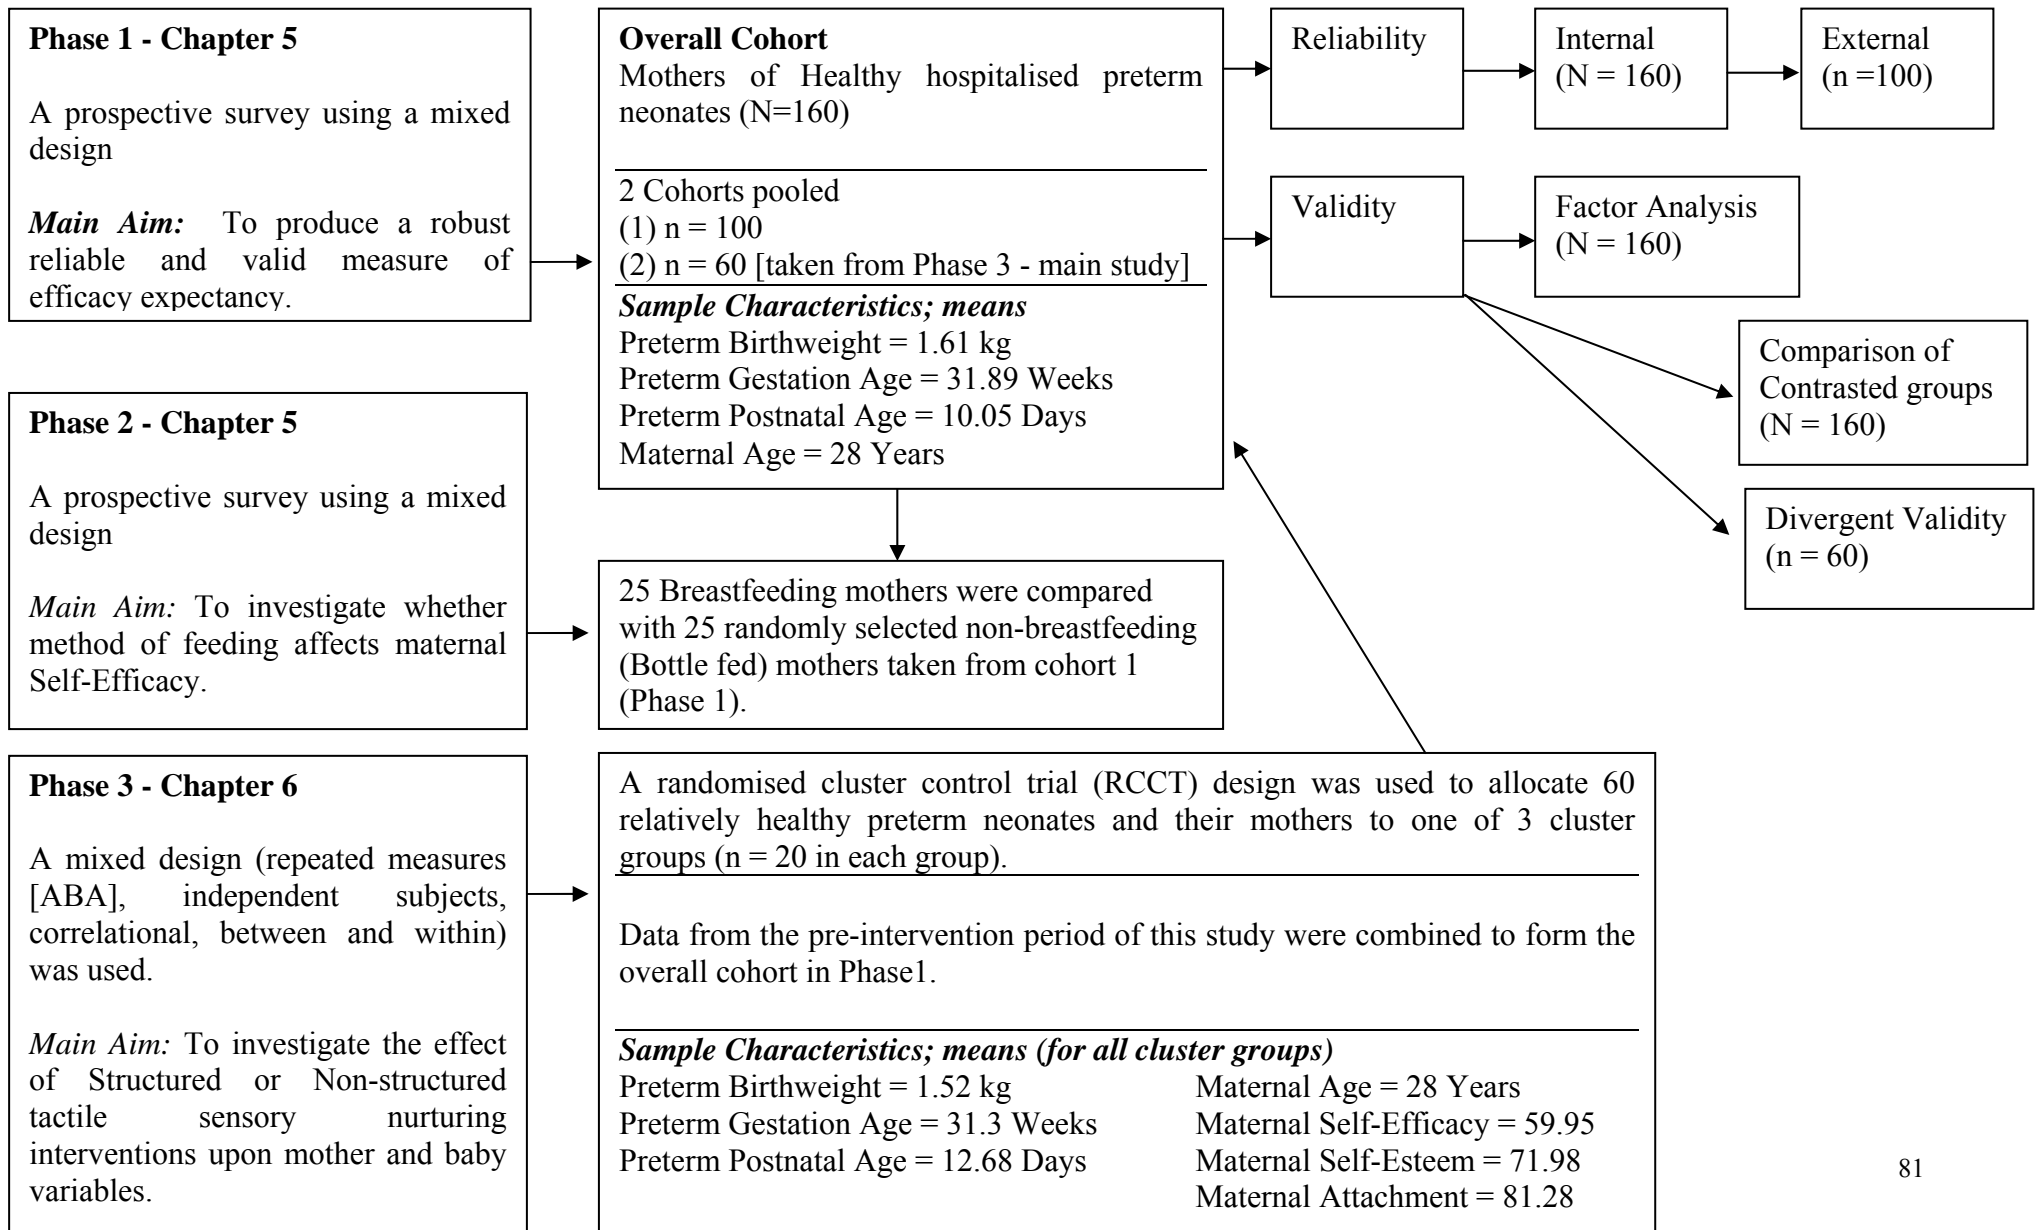 Phase 1 - Chapter 5
A prospective survey using a mixed
design
Main Aim: To produce a robust
reliable and valid measure of
efficacy expectancy.
Overall Cohort
Mothers of Healthy hospitalised preterm
neonates (N=160)
2 Cohorts pooled
(1) n = 100
(2) n = 60 [taken from Phase 3 - main study]
Sample Characteristics; means
Preterm Birthweight = 1.61 kg
Preterm Gestation Age = 31.89 Weeks
Preterm Postnatal Age = 10.05 Days
Maternal Age = 28 Years
Reliability
Internal
(N = 160)
External
(n =100)
Validity
Factor Analysis
(N = 160)
Comparison of
Contrasted groups
(N = 160)
Divergent Validity
(n = 60)
Phase 2 - Chapter 5
A prospective survey using a mixed
design
Main Aim: To investigate whether
method of feeding affects maternal
Self-Efficacy.
25 Breastfeeding mothers were compared
with 25 randomly selected non-breastfeeding
(Bottle fed) mothers taken from cohort 1
(Phase 1).
Phase 3 - Chapter 6
A mixed design (repeated measures
[ABA], independent subjects,
correlational, between and within)
was used.
Main Aim: To investigate the effect
of Structured or Non-structured
tactile sensory nurturing
interventions upon mother and baby
variables.
A randomised cluster control trial (RCCT) design was used to allocate 60
relatively healthy preterm neonates and their mothers to one of 3 cluster
groups (n = 20 in each group).
Data from the pre-intervention period of this study were combined to form the
overall cohort in Phase1.
Sample Characteristics; means (for all cluster groups)
Preterm Birthweight = 1.52 kg
Preterm Gestation Age = 31.3 Weeks
Preterm Postnatal Age = 12.68 Days
Maternal Age = 28 Years
Maternal Self-Efficacy = 59.95
Maternal Self-Esteem = 71.98
Maternal Attachment = 81.28
81